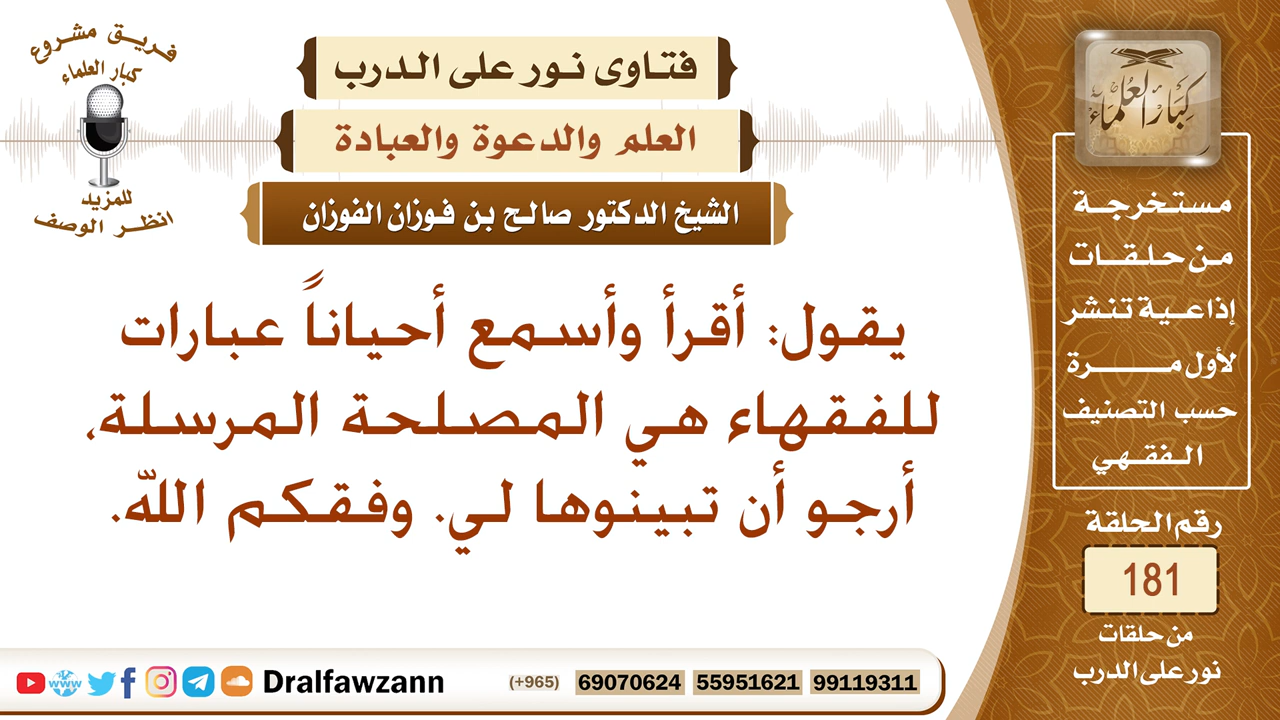 فريق مشروع
كبار العلماء
للمزيد
انظر الوصف
فتاوى نور على الدرب
العلم والدعوة والعبادة
الشيخ الدكتور صالح بن فوزان الفوزان
يقول: أقرأ وأسمع أحياناً عبارات
للفقهاء هي المصلحة المرسلة،
أرجو أن تبينوها لي. وفقكم الله.
كبار العلماء
مستخرجة
من حلقات
إذاعية تنشر
لأول مرة
حسب التصنيف
الفقهي
رقم الحلقة
181
من حلقات
نور على الدرب
www Dralfawzann (+965) 69070624 55951621 99119311